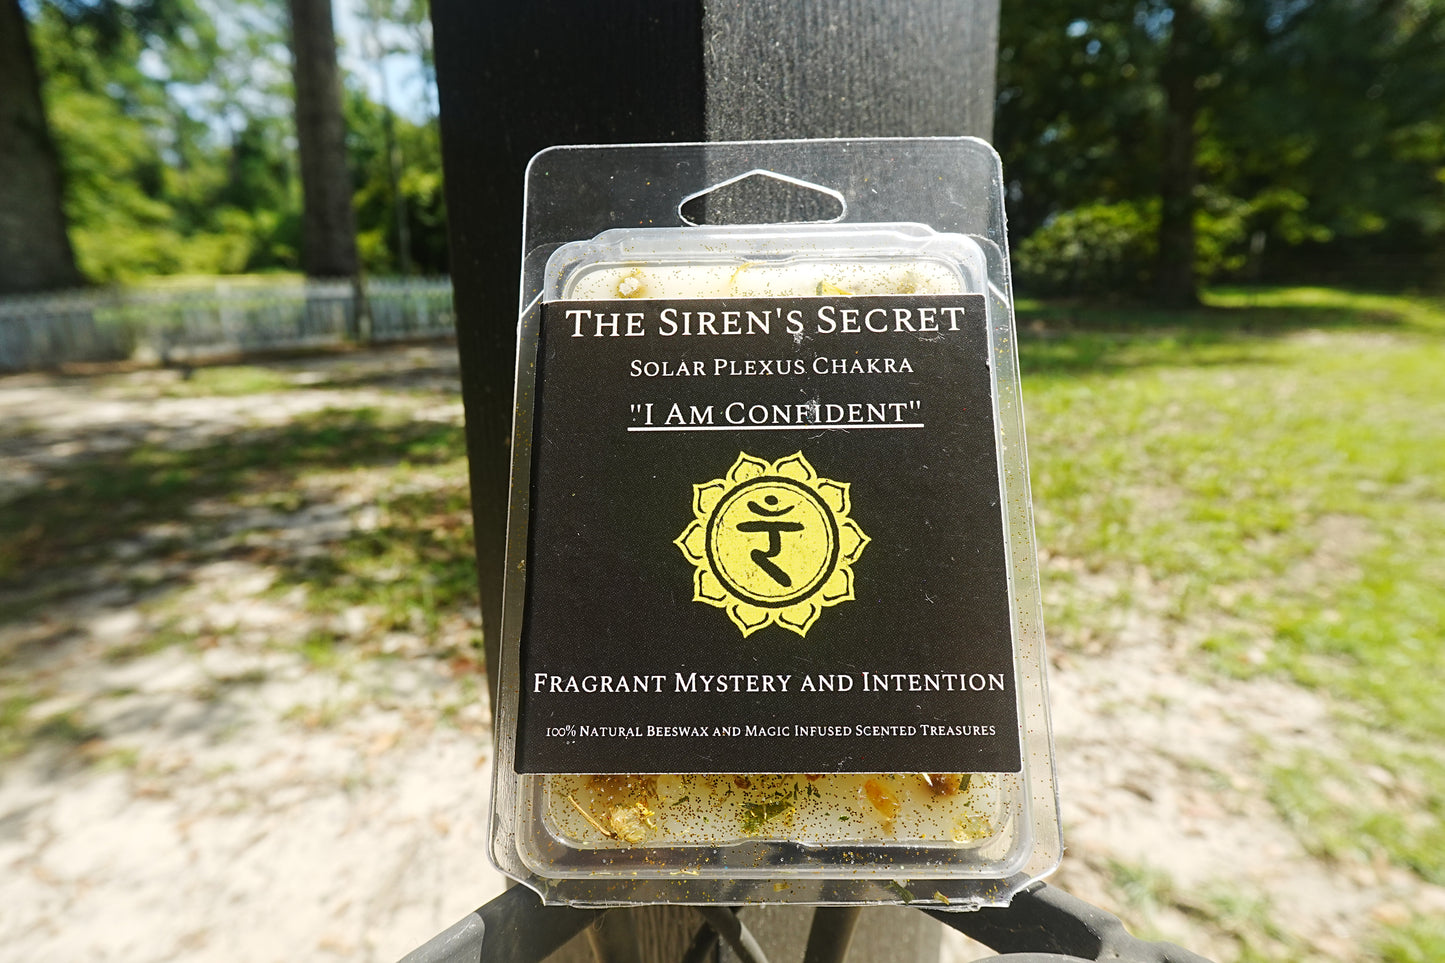 The Siren's Secret
Solar Plexus Chakra
"I Am Confident"
रं
Fragrant Mystery and Intention
100% Natural Beeswax and Magic Infused Scented Treasures